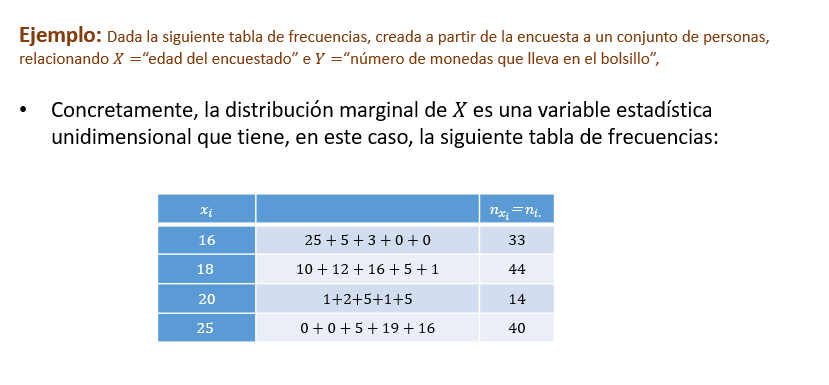 Ejemplo: Dada la siguiente tabla de frecuencias, creada a partir de la encuesta a un conjunto de personas,
relacionando X =“edad del encuestado” e Y =“número de monedas que lleva en el bolsillo”,
• Concretamente, la distribución marginal de X es una variable estadística
unidimensional que tiene, en este caso, la siguiente tabla de frecuencias:
xᵢ n_{xᵢ}=nᵢ.
16 25 + 5 + 3 + 0 + 0 33
18 10 + 12 + 16 + 5 + 1 44
20 1+2+5+1+5 14
25 0 + 0 + 5 + 19 + 16 40